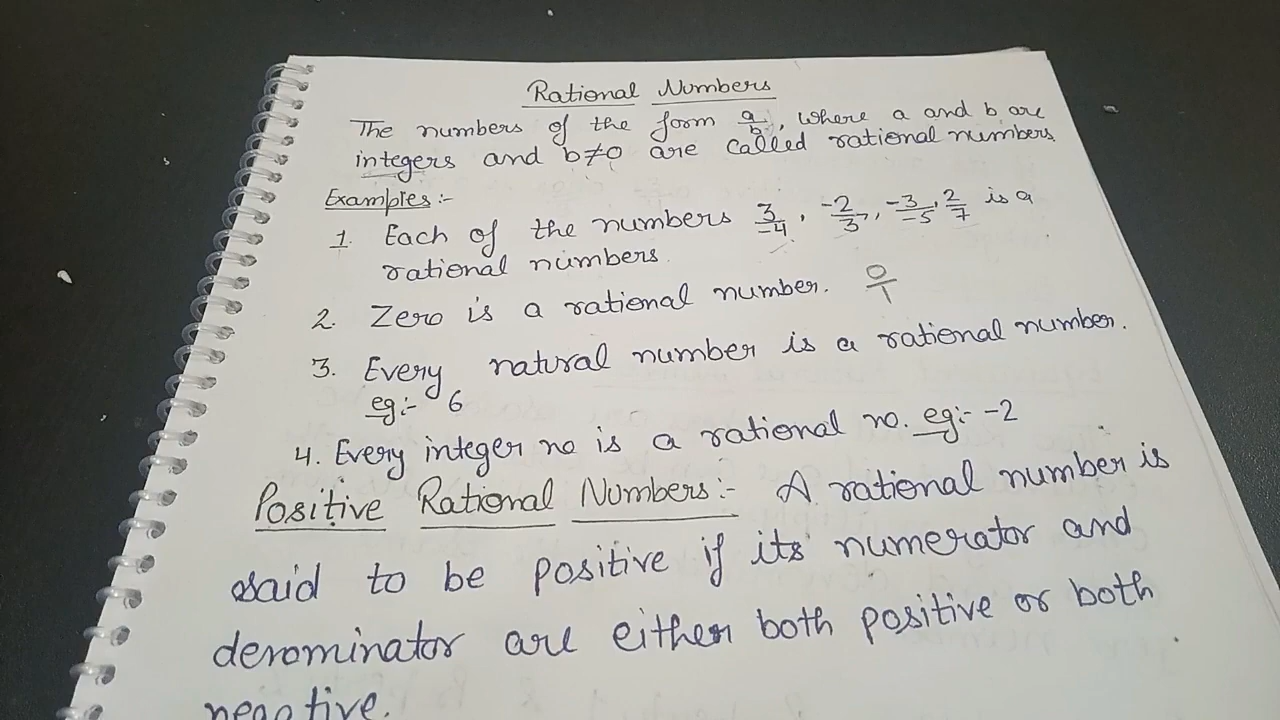 Rational Numbers
The numbers of the form a/b, where a and b are
integers and b≠0 are called rational numbers
Examples :-
1. Each of the numbers 3/-4, -2/3, -3/-5, 2/7 is a
rational numbers.
2. Zero is a rational number. 0/1
3. Every natural number is a rational number.
eg:- 6
4. Every integer no is a rational no. eg:- -2
Positive Rational Numbers:- A rational number is
said to be positive if its numerator and
denominator are either both positive or both
negative.